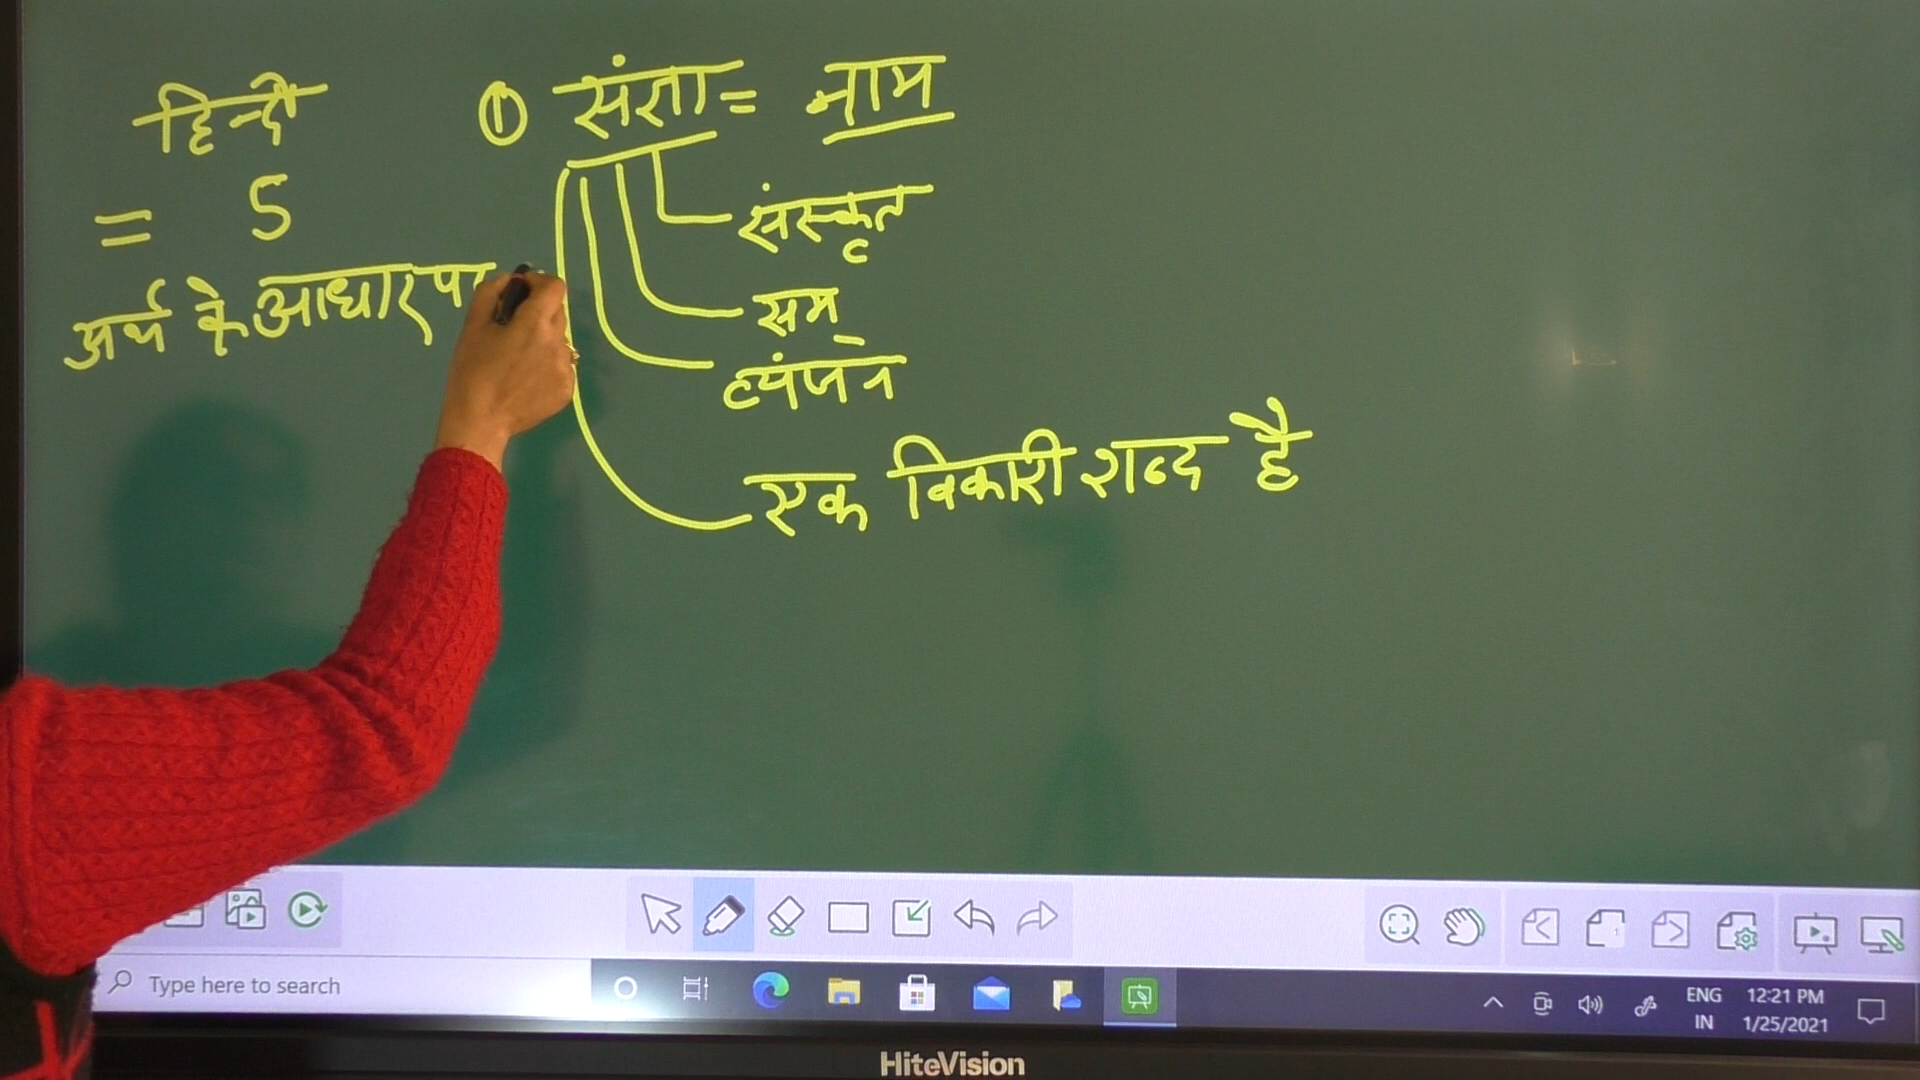 हिन्दी
= 5
अर्थ के आधार पर
① संज्ञा = नाम
संस्कृत
सम्
व्यंजन
एक विकारी शब्द है
Type here to search
ENG
IN
12:21 PM
1/25/2021
HiteVision